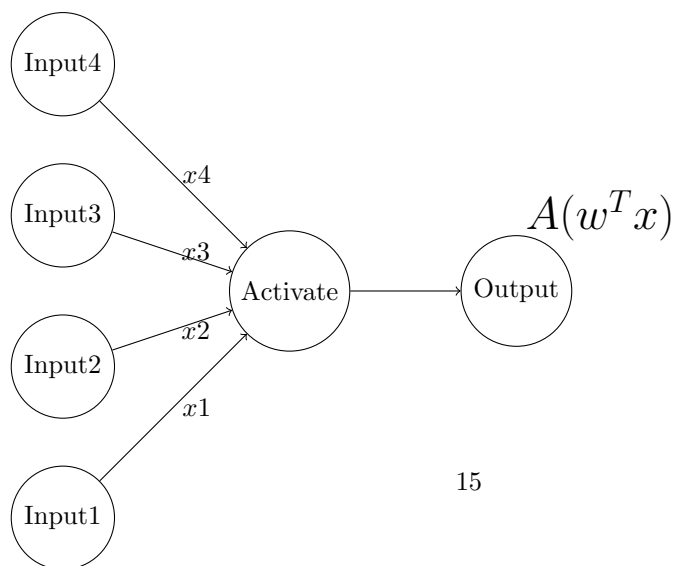 Input4
x4
Input3
A(w^T x)
x3
Activate
Output
x2
Input2
x1
15
Input1